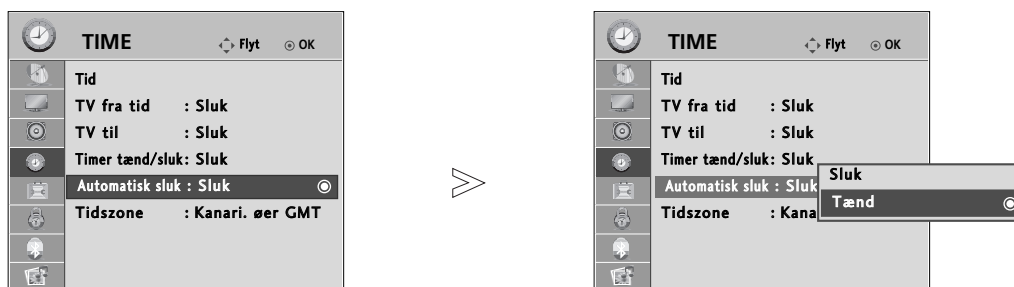 TIME Flyt OK
Tid
TV fra tid : Sluk
TV til : Sluk
Timer tænd/sluk: Sluk
Automatisk sluk : Sluk
Tidszone : Kanari. øer GMT
TIME Flyt OK
Tid
TV fra tid : Sluk
TV til : Sluk
Timer tænd/sluk: Sluk
Automatisk sluk : Sluk
Tidszone : Kana
Sluk
Tænd